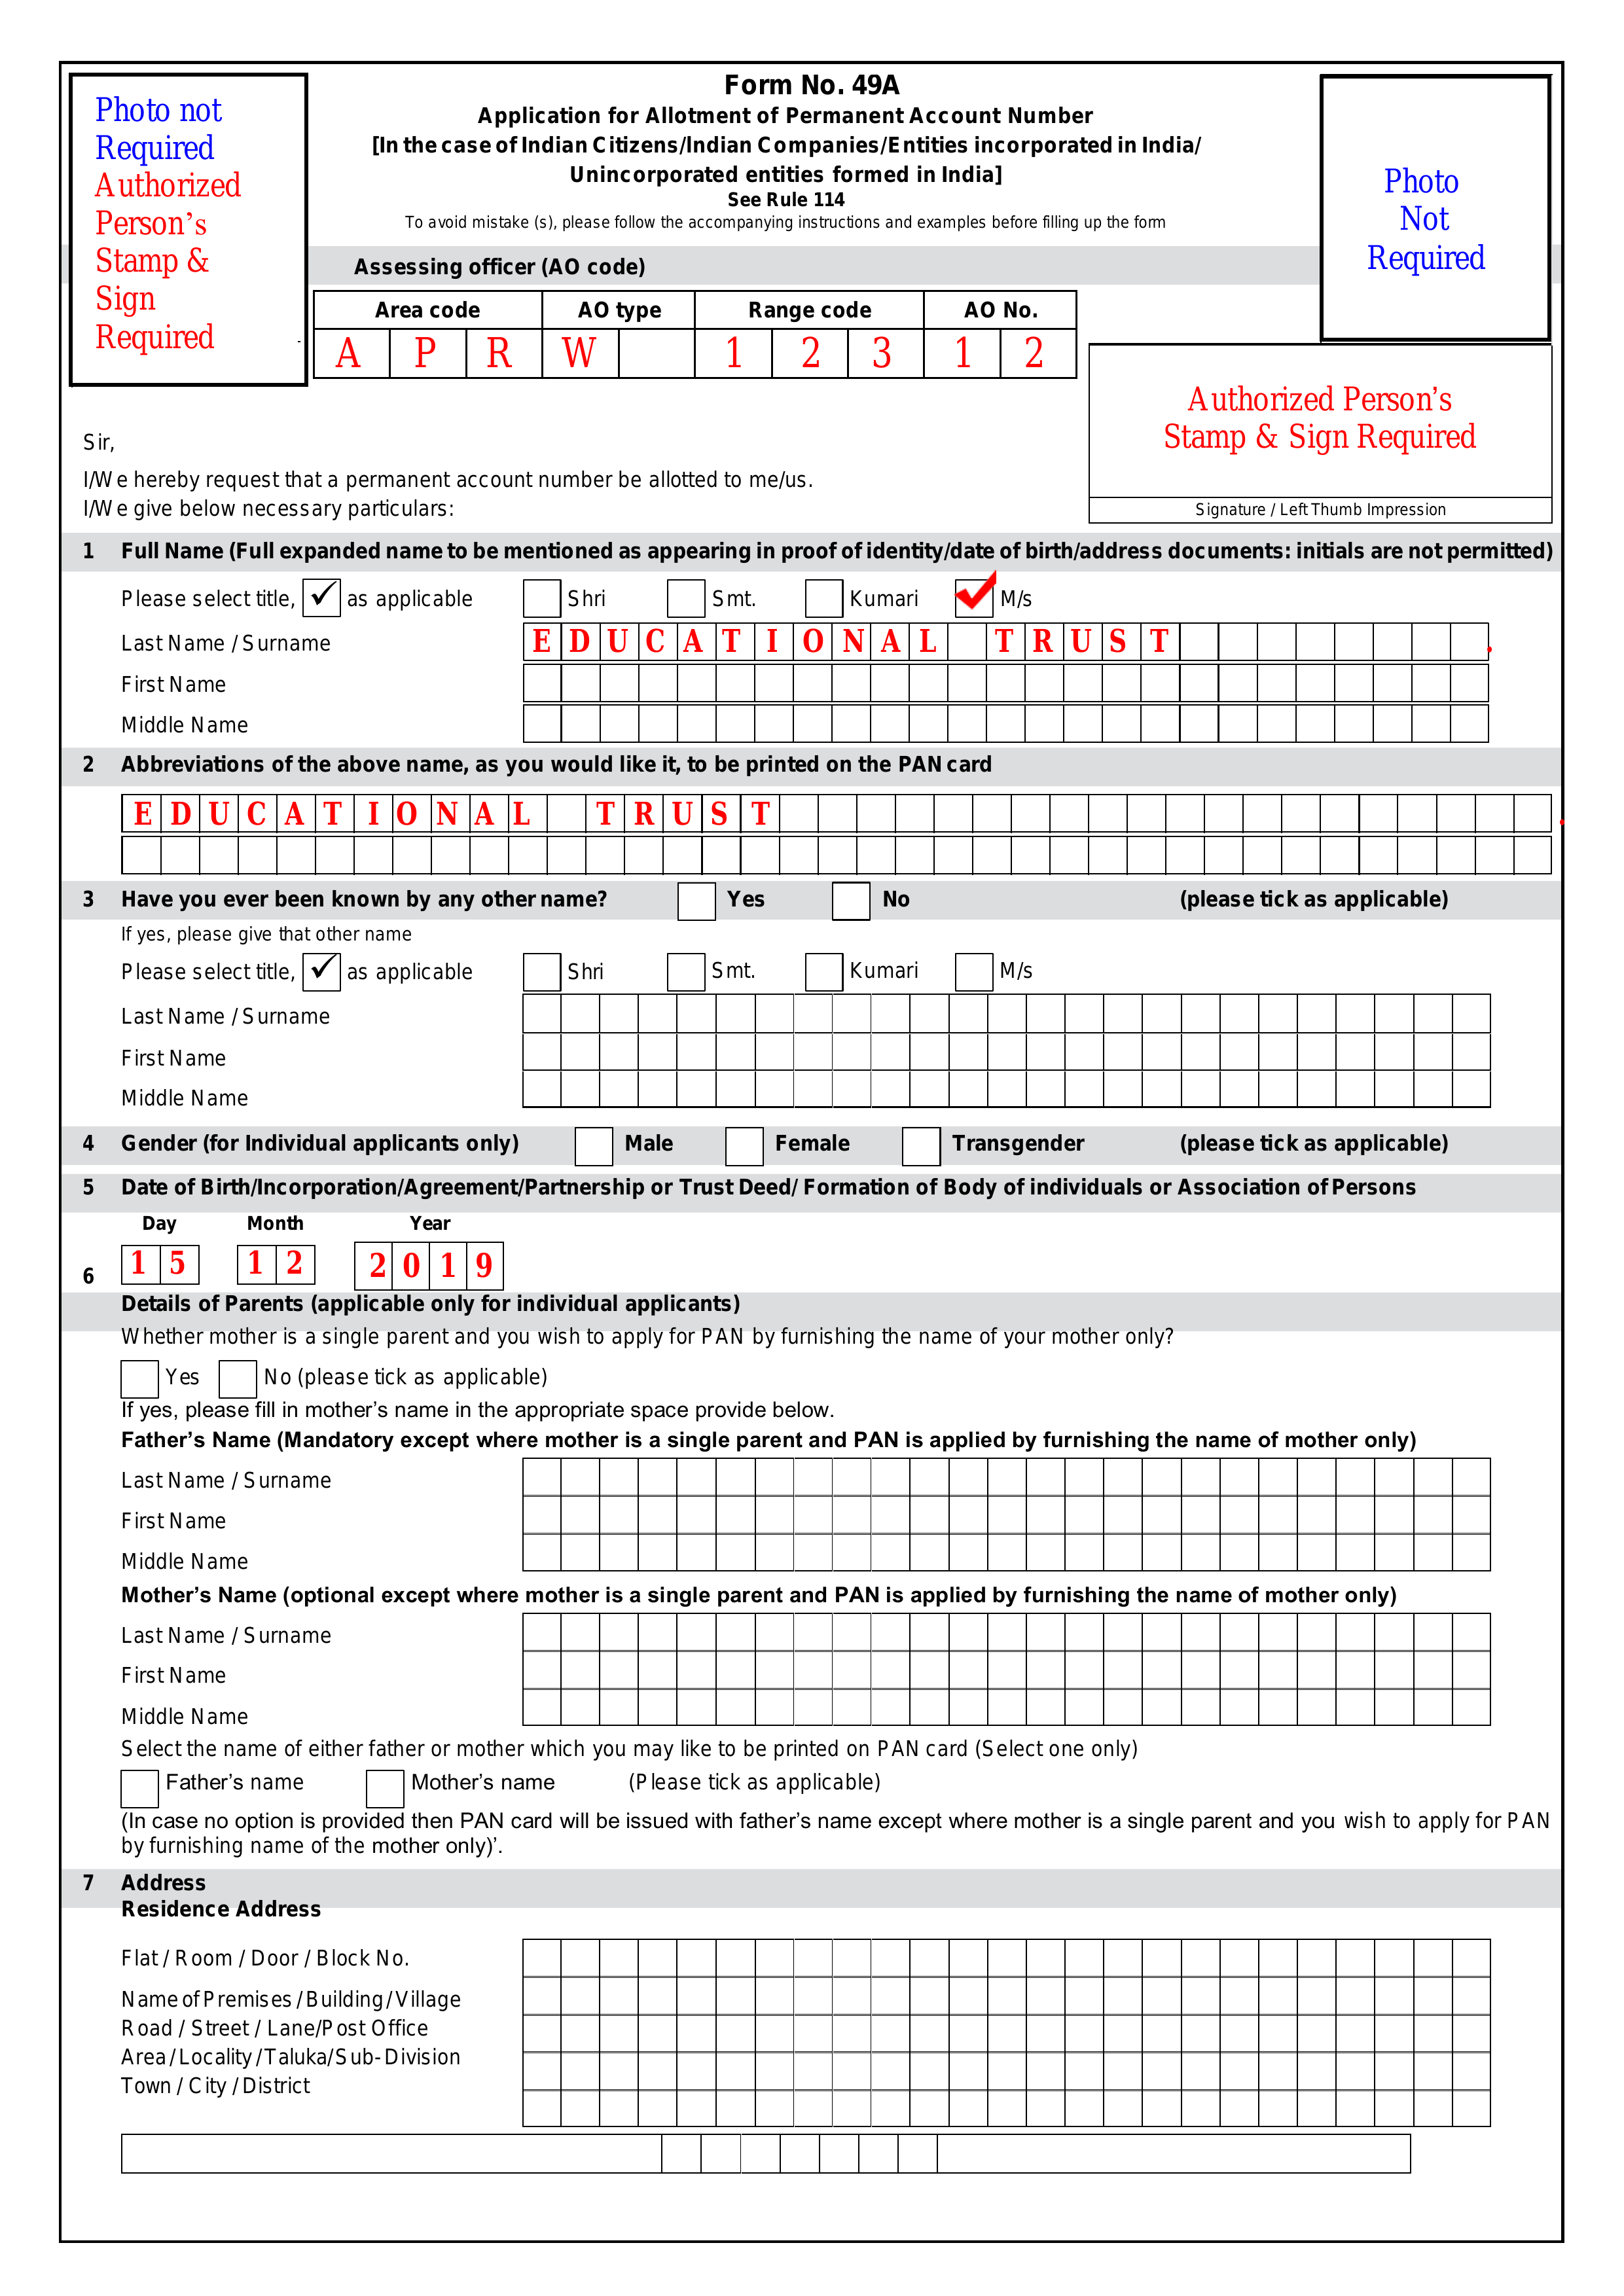 Form No. 49A
Application for Allotment of Permanent Account Number
[In the case of Indian Citizens/Indian Companies/Entities incorporated in India/
Unincorporated entities formed in India]
See Rule 114
To avoid mistake (s), please follow the accompanying instructions and examples before filling up the form
Photo not
Required
Authorized
Person's
Stamp &
Sign
Required
Photo
Not
Required
Assessing officer (AO code)
Area code AO type Range code AO No.
A P R W 1 2 3 1 2
Authorized Person's
Stamp & Sign Required
Signature / Left Thumb Impression
Sir,
I/We hereby request that a permanent account number be allotted to me/us.
I/We give below necessary particulars:
1 Full Name (Full expanded name to be mentioned as appearing in proof of identity/date of birth/address documents: initials are not permitted)
Please select title, ✓ as applicable Shri Smt. Kumari ✓ M/s
Last Name / Surname EDUCATIONAL TRUST .
First Name
Middle Name
2 Abbreviations of the above name, as you would like it, to be printed on the PAN card
EDUCATIONAL TRUST .
3 Have you ever been known by any other name? Yes No (please tick as applicable)
If yes, please give that other name
Please select title, ✓ as applicable Shri Smt. Kumari M/s
Last Name / Surname
First Name
Middle Name
4 Gender (for Individual applicants only) Male Female Transgender (please tick as applicable)
5 Date of Birth/Incorporation/Agreement/Partnership or Trust Deed/ Formation of Body of individuals or Association of Persons
Day Month Year
15 12 2019
6
Details of Parents (applicable only for individual applicants)
Whether mother is a single parent and you wish to apply for PAN by furnishing the name of your mother only?
Yes No (please tick as applicable)
If yes, please fill in mother's name in the appropriate space provide below.
Father's Name (Mandatory except where mother is a single parent and PAN is applied by furnishing the name of mother only)
Last Name / Surname
First Name
Middle Name
Mother's Name (optional except where mother is a single parent and PAN is applied by furnishing the name of mother only)
Last Name / Surname
First Name
Middle Name
Select the name of either father or mother which you may like to be printed on PAN card (Select one only)
Father's name Mother's name (Please tick as applicable)
(In case no option is provided then PAN card will be issued with father's name except where mother is a single parent and you wish to apply for PAN
by furnishing name of the mother only)'.
7 Address
Residence Address
Flat / Room / Door / Block No.
Name of Premises / Building / Village
Road / Street / Lane/Post Office
Area / Locality / Taluka/Sub- Division
Town / City / District